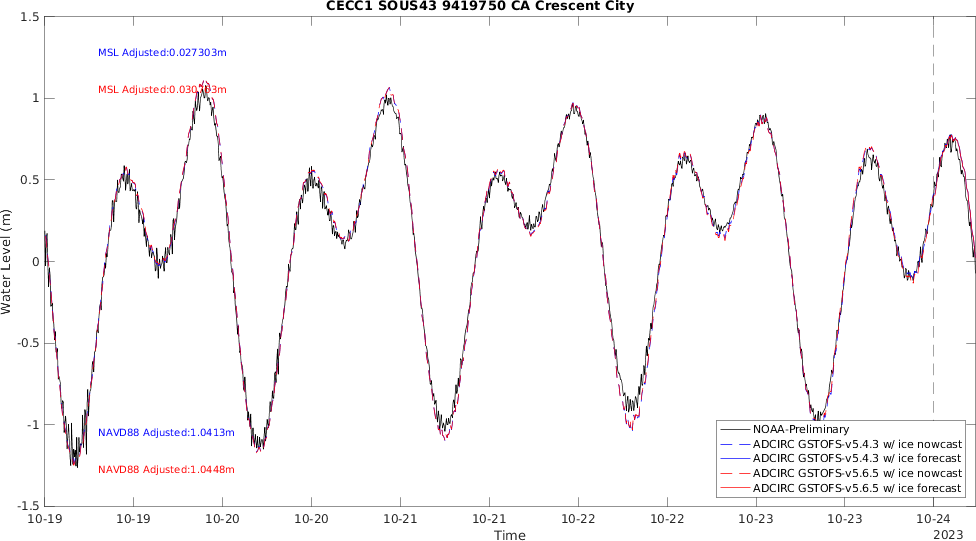 CECC1 SOUS43 9419750 CA Crescent City
1.5
MSL Adjusted:0.027303m
MSL Adjusted:
1
0.5
Water Level (m)
0
-0.5
-1
NAVD88 Adjusted:1.0413m
NAVD88 Adjusted:1.0448m
-1.5
NOAA-Preliminary
ADCIRC GSTOFS-v5.4.3 w/ ice nowcast
ADCIRC GSTOFS-v5.4.3 w/ ice forecast
ADCIRC GSTOFS-v5.6.5 w/ ice nowcast
ADCIRC GSTOFS-v5.6.5 w/ ice forecast
10-19 10-19 10-20 10-20 10-21 10-21 10-22 10-22 10-23 10-23 10-24
Time 2023